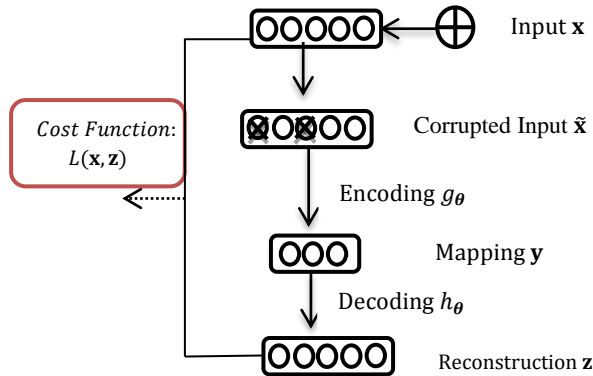 Input x
Corrupted Input x̃
Cost Function:
L(x, z)
Encoding g_θ
Mapping y
Decoding h_θ
Reconstruction z